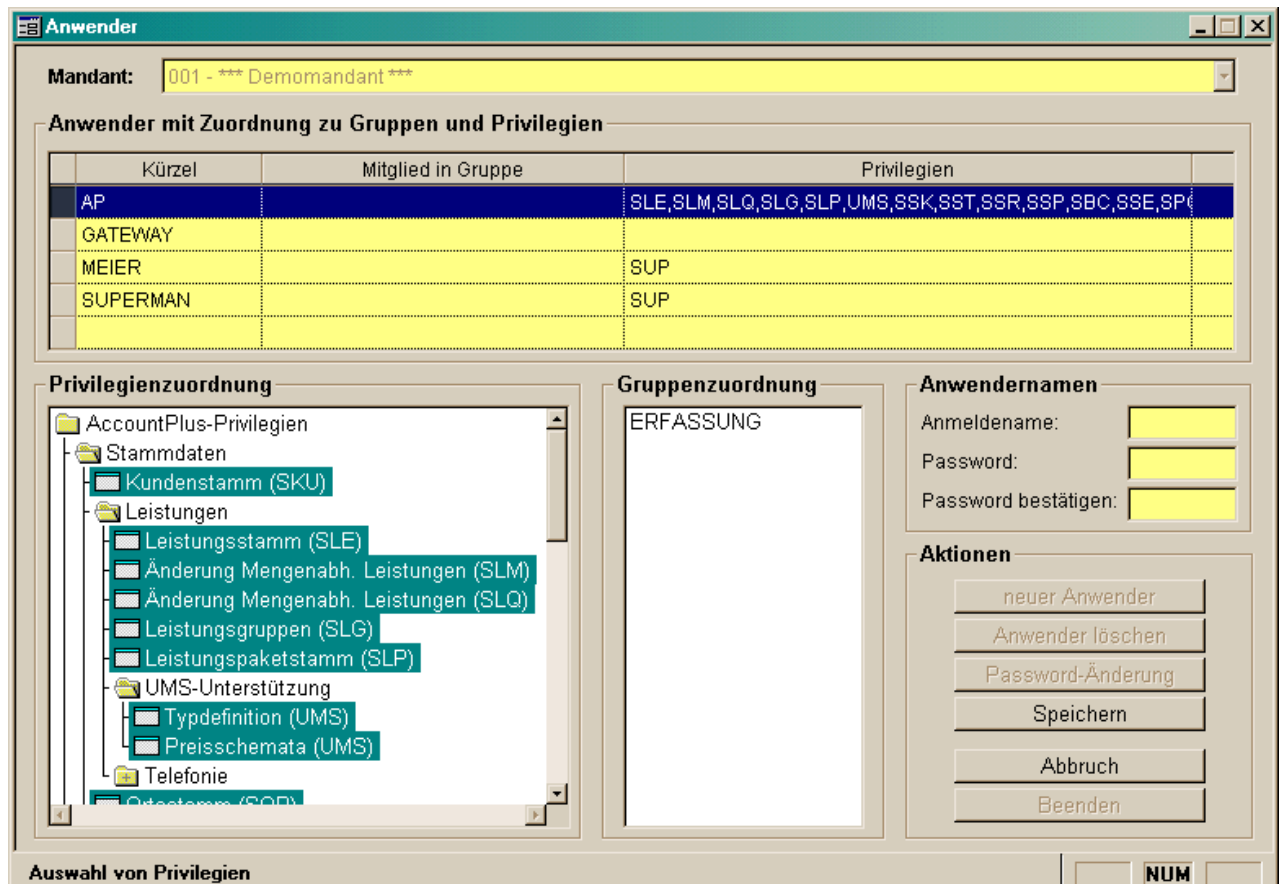 Anwender
Mandant: 001 - *** Demomandant ***
Anwender mit Zuordnung zu Gruppen und Privilegien
Kürzel Mitglied in Gruppe Privilegien
AP SLE,SLM,SLQ,SLG,SLP,UMS,SSK,SST,SSR,SSP,SBC,SSE,SP
GATEWAY
MEIER SUP
SUPERMAN SUP
Privilegienzuordnung
AccountPlus-Privilegien
Stammdaten
Kundenstamm (SKU)
Leistungen
Leistungsstamm (SLE)
Änderung Mengenabh. Leistungen (SLM)
Änderung Mengenabh. Leistungen (SLQ)
Leistungsgruppen (SLG)
Leistungspaketstamm (SLP)
UMS-Unterstützung
Typdefinition (UMS)
Preisschemata (UMS)
Telefonie
Gruppenzuordnung
ERFASSUNG
Anwendernamen
Anmeldename:
Password:
Password bestätigen:
Aktionen
neuer Anwender
Anwender löschen
Password-Änderung
Speichern
Abbruch
Beenden
Auswahl von Privilegien
NUM